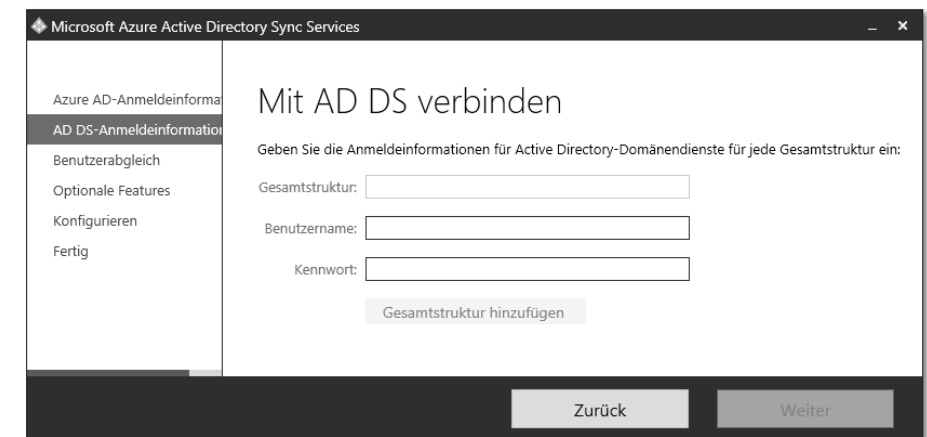 Microsoft Azure Active Directory Sync Services
Azure AD-Anmeldeinforma
AD DS-Anmeldeinformation
Benutzerabgleich
Optionale Features
Konfigurieren
Fertig
Mit AD DS verbinden
Geben Sie die Anmeldeinformationen für Active Directory-Domänendienste für jede Gesamtstruktur ein:
Gesamtstruktur:
Benutzername:
Kennwort:
Gesamtstruktur hinzufügen
Zurück
Weiter